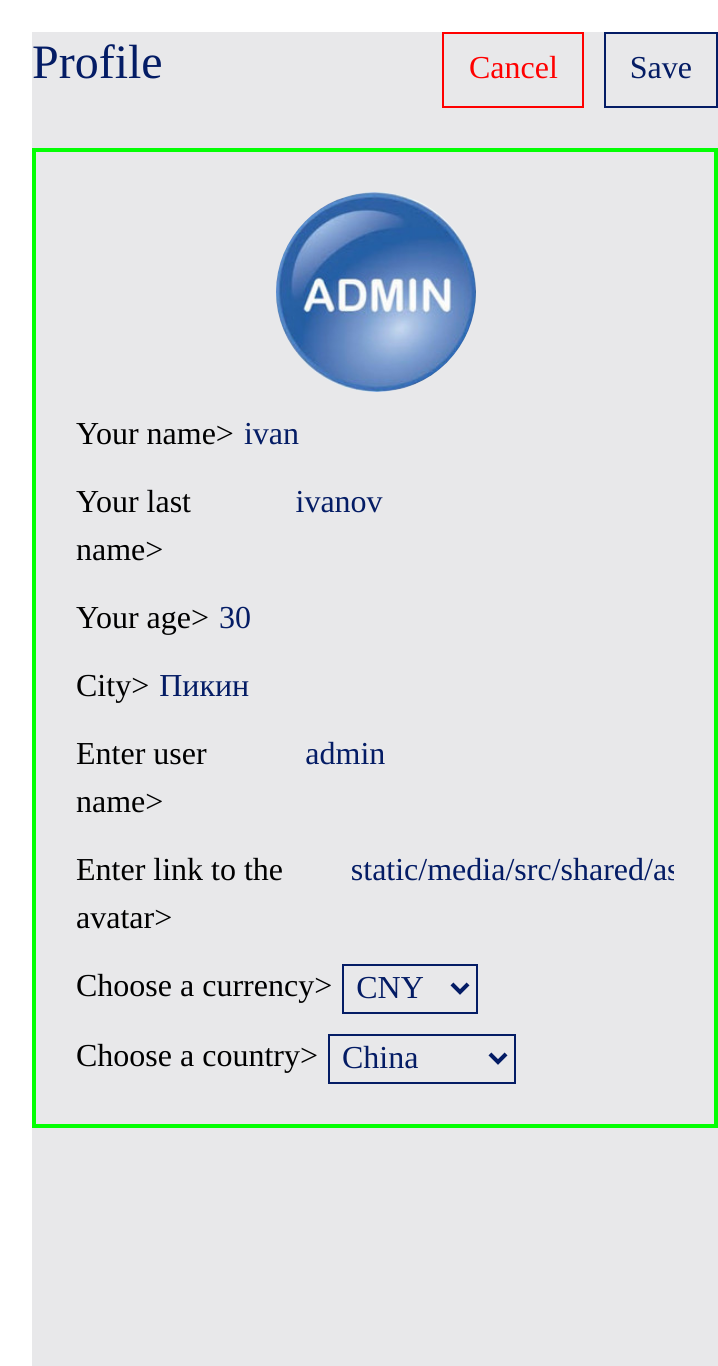 Profile
Cancel
Save
ADMIN
Your name> ivan
Your last ivanov
name>
Your age> 30
City> Пикин
Enter user admin
name>
Enter link to the static/media/src/shared/as
avatar>
Choose a currency> CNY
Choose a country> China